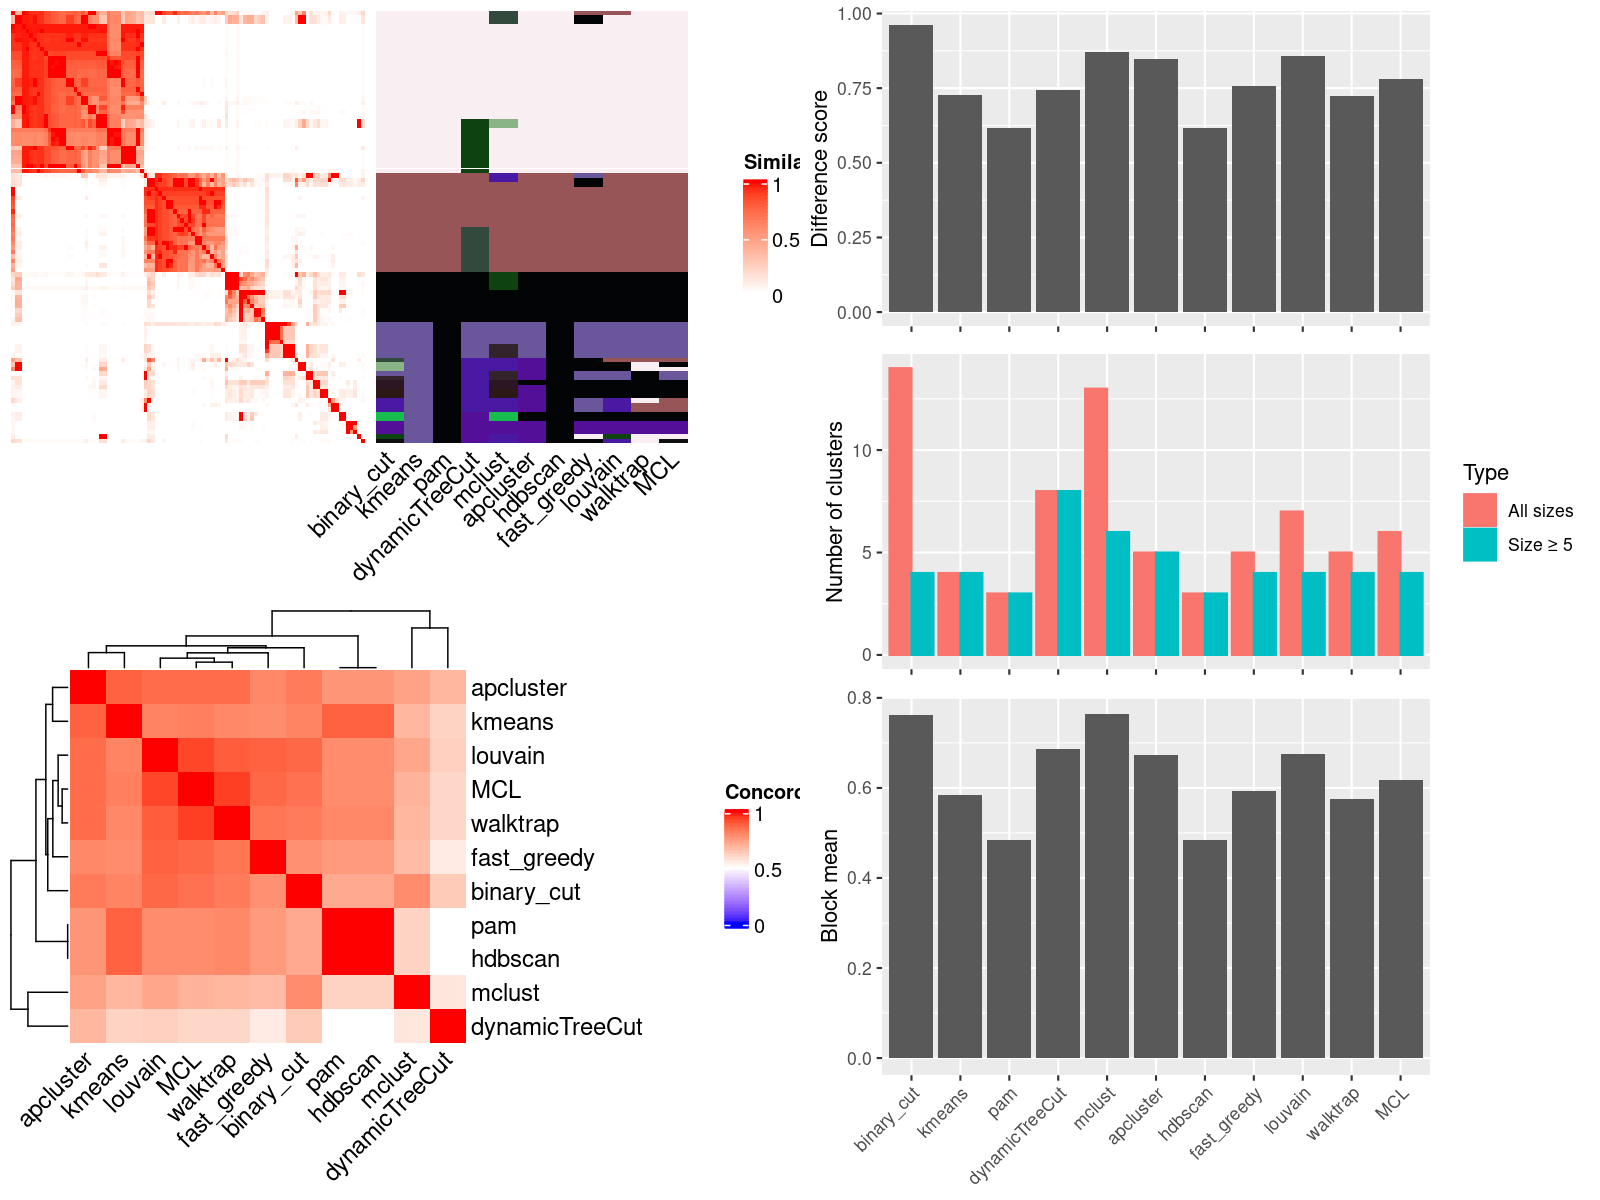 Simila
1
0.5
0
binary_cut
kmeans
pam
dynamicTreeCut
mclust
apcluster
hdbscan
fast_greedy
louvain
walktrap
MCL
Difference score
1.00
0.75
0.50
0.25
0.00
Number of clusters
10
5
0
Type
All sizes
Size ≥ 5
apcluster
kmeans
louvain
MCL
walktrap
fast_greedy
binary_cut
pam
hdbscan
mclust
dynamicTreeCut
apcluster
kmeans
louvain
MCL
walktrap
fast_greedy
binary_cut
pam
hdbscan
mclust
dynamicTreeCut
Concord
1
0.5
0
Block mean
0.8
0.6
0.4
0.2
0.0
binary_cut
kmeans
pam
dynamicTreeCut
mclust
apcluster
hdbscan
fast_greedy
louvain
walktrap
MCL